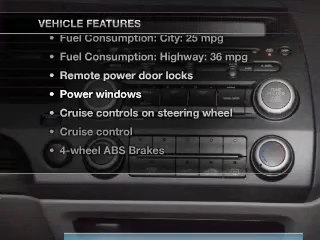 VEHICLE FEATURES
• Fuel Consumption: City: 25 mpg
• Fuel Consumption: Highway: 36 mpg
• Remote power door locks
• Power windows
• Cruise controls on steering wheel
• Cruise control
• 4-wheel ABS Brakes